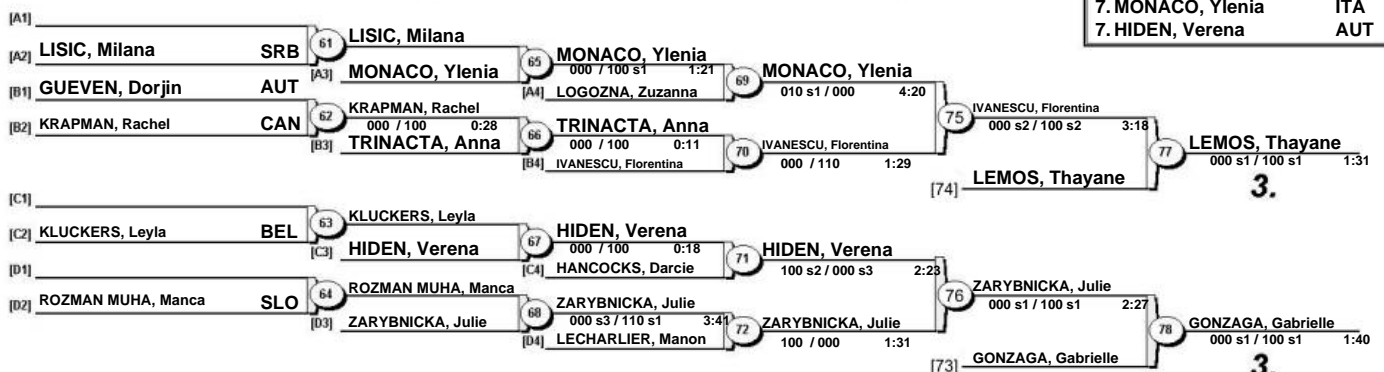 7. MONACO, Ylenia ITA
7. HIDEN, Verena AUT
[A1]
[A2] LISIC, Milana SRB
61 LISIC, Milana
[A3] MONACO, Ylenia
65 MONACO, Ylenia
000 / 100 s1 1:21
[A4] LOGOZNA, Zuzanna
69 MONACO, Ylenia
010 s1 / 000 4:20
[B1] GUEVEN, Dorjin AUT
[B2] KRAPMAN, Rachel CAN
62 KRAPMAN, Rachel
000 / 100 0:28
[B3] TRINACTA, Anna
66 TRINACTA, Anna
000 / 100 0:11
[B4] IVANESCU, Florentina
70 IVANESCU, Florentina
000 / 110 1:29
75 IVANESCU, Florentina
000 s2 / 100 s2 3:18
[74] LEMOS, Thayane
77 LEMOS, Thayane
000 s1 / 100 s1 1:31
3.
[C1]
[C2] KLUCKERS, Leyla BEL
63 KLUCKERS, Leyla
[C3] HIDEN, Verena
67 HIDEN, Verena
000 / 100 0:18
[C4] HANCOCKS, Darcie
71 HIDEN, Verena
100 s2 / 000 s3 2:23
[D1]
[D2] ROZMAN MUHA, Manca SLO
64 ROZMAN MUHA, Manca
[D3] ZARYBNICKA, Julie
68 ZARYBNICKA, Julie
000 s3 / 110 s1 3:41
[D4] LECHARLIER, Manon
72 ZARYBNICKA, Julie
100 / 000 1:31
76 ZARYBNICKA, Julie
000 s1 / 100 s1 2:27
[73] GONZAGA, Gabrielle
78 GONZAGA, Gabrielle
000 s1 / 100 s1 1:40
3.